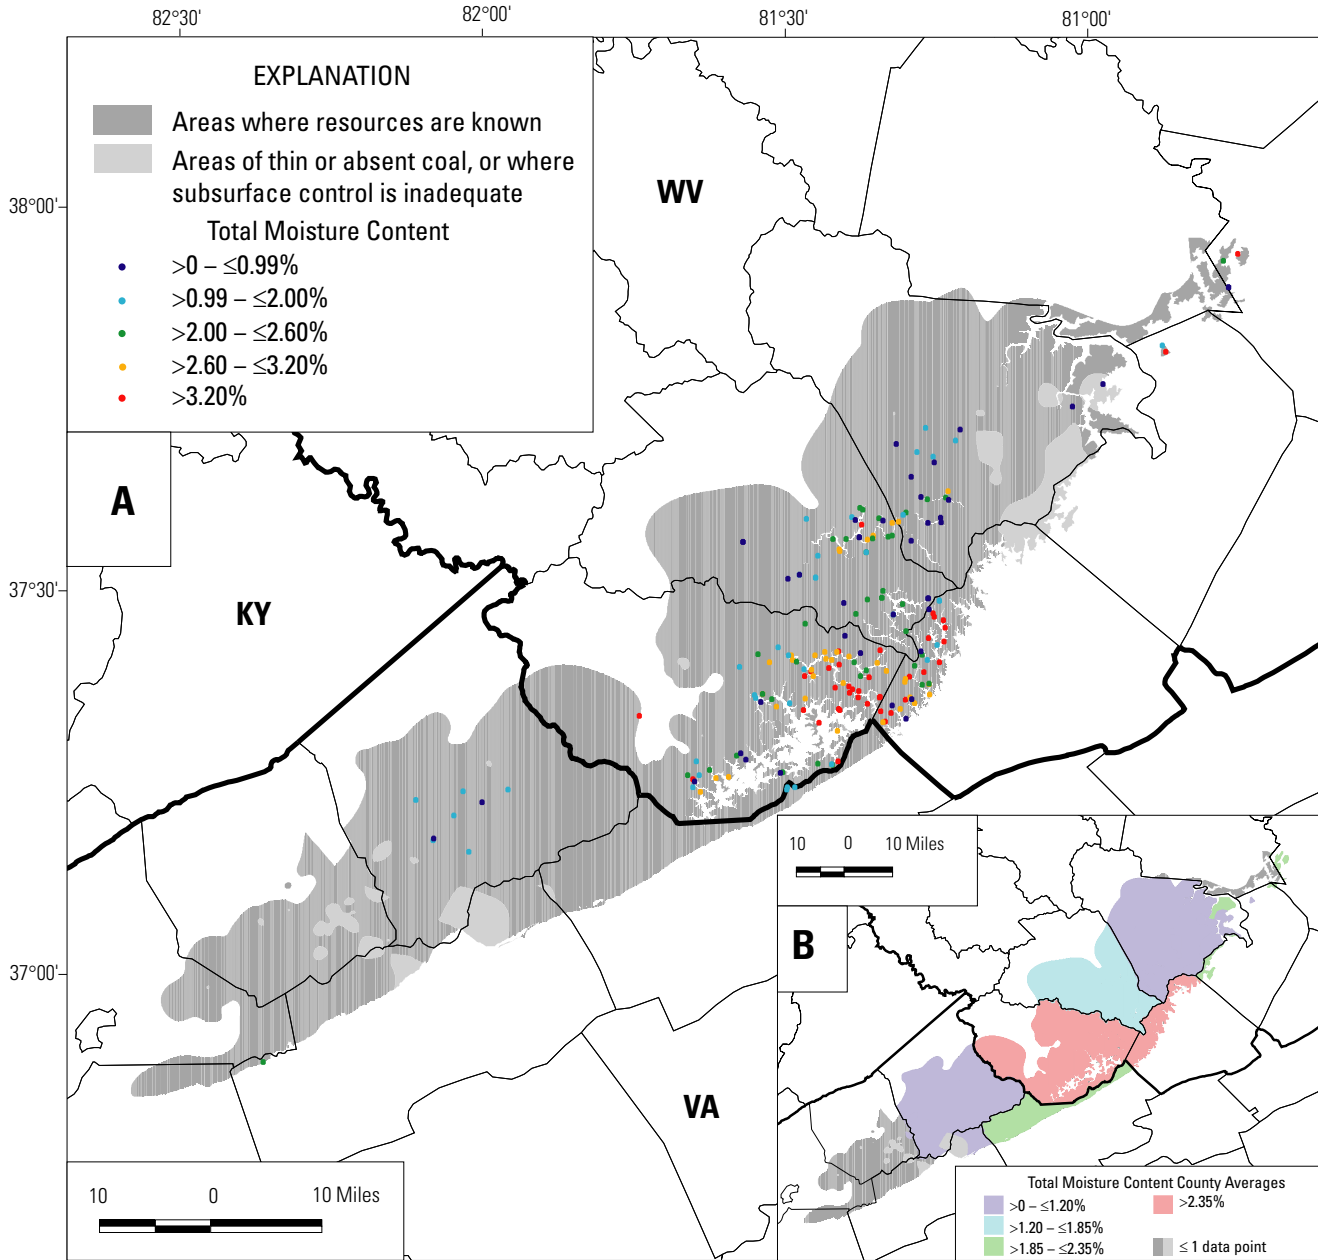 82°30' 82°00' 81°30' 81°00'
EXPLANATION
Areas where resources are known
Areas of thin or absent coal, or where
subsurface control is inadequate
Total Moisture Content
>0 – ≤0.99%
>0.99 – ≤2.00%
>2.00 – ≤2.60%
>2.60 – ≤3.20%
>3.20%
WV
38°00'
A
37°30'
KY
37°00'
VA
10 0 10 Miles
10 0 10 Miles
B
Total Moisture Content County Averages
>0 – ≤1.20%
>1.20 – ≤1.85%
>1.85 – ≤2.35%
>2.35%
≤ 1 data point